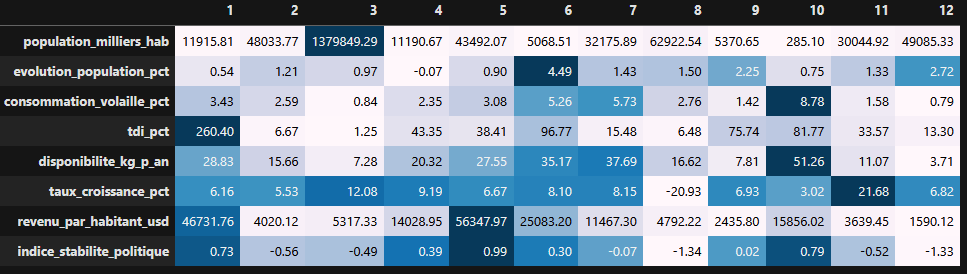 1 2 3 4 5 6 7 8 9 10 11 12
population_milliers_hab 11915.81 48033.77 1379849.29 11190.67 43492.07 5068.51 32175.89 62922.54 5370.65 285.10 30044.92 49085.33
evolution_population_pct 0.54 1.21 0.97 -0.07 0.90 4.49 1.43 1.50 2.25 0.75 1.33 2.72
consommation_volaille_pct 3.43 2.59 0.84 2.35 3.08 5.26 5.73 2.76 1.42 8.78 1.58 0.79
tdi_pct 260.40 6.67 1.25 43.35 38.41 96.77 15.48 6.48 75.74 81.77 33.57 13.30
disponibilite_kg_p_an 28.83 15.66 7.28 20.32 27.55 35.17 37.69 16.62 7.81 51.26 11.07 3.71
taux_croissance_pct 6.16 5.53 12.08 9.19 6.67 8.10 8.15 -20.93 6.93 3.02 21.68 6.82
revenu_par_habitant_usd 46731.76 4020.12 5317.33 14028.95 56347.97 25083.20 11467.30 4792.22 2435.80 15856.02 3639.45 1590.12
indice_stabilite_politique 0.73 -0.56 -0.49 0.39 0.99 0.30 -0.07 -1.34 0.02 0.79 -0.52 -1.33